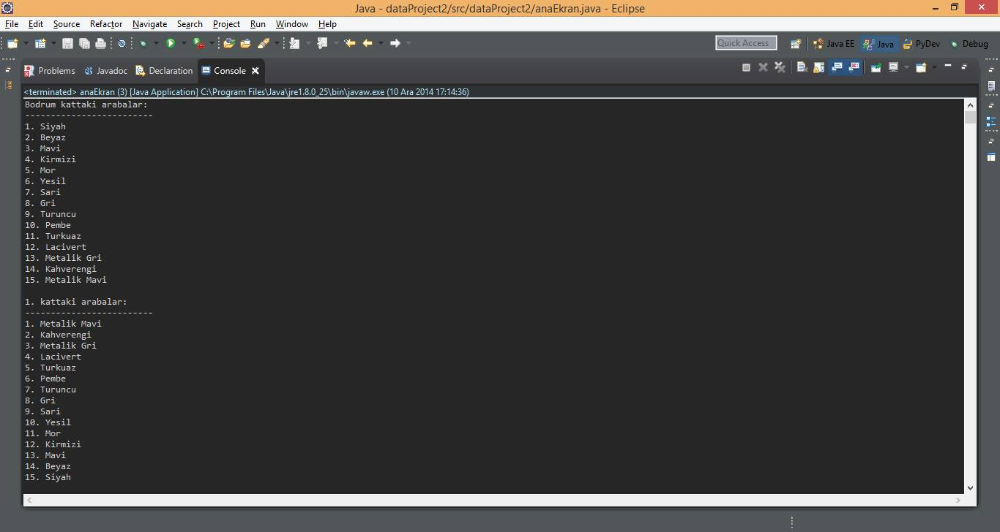 Java - dataProject2/src/dataProject2/anaEkran.java - Eclipse
File Edit Source Refactor Navigate Search Project Run Window Help
Quick Access Java EE Java PyDev Debug
Problems Javadoc Declaration Console
<terminated> anaEkran (3) [Java Application] C:\Program Files\Java\jre1.8.0_25\bin\javaw.exe (10 Ara 2014 17:14:36)
Bodrum kattaki arabalar:
-------------------------
1. Siyah
2. Beyaz
3. Mavi
4. Kirmizi
5. Mor
6. Yesil
7. Sari
8. Gri
9. Turuncu
10. Pembe
11. Turkuaz
12. Lacivert
13. Metalik Gri
14. Kahverengi
15. Metalik Mavi
1. kattaki arabalar:
-------------------------
1. Metalik Mavi
2. Kahverengi
3. Metalik Gri
4. Lacivert
5. Turkuaz
6. Pembe
7. Turuncu
8. Gri
9. Sari
10. Yesil
11. Mor
12. Kirmizi
13. Mavi
14. Beyaz
15. Siyah